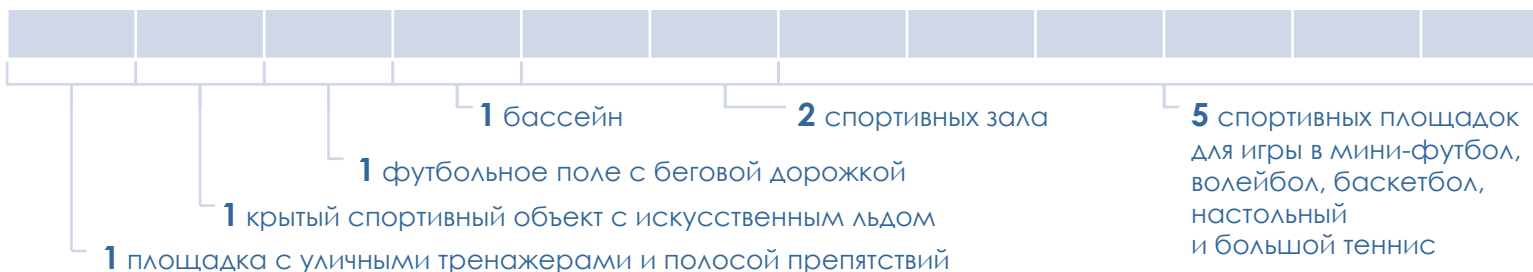 1 бассейн
2 спортивных зала
5 спортивных площадок
для игры в мини-футбол,
волейбол, баскетбол,
настольный
и большой теннис
1 футбольное поле с беговой дорожкой
1 крытый спортивный объект с искусственным льдом
1 площадка с уличными тренажерами и полосой препятствий